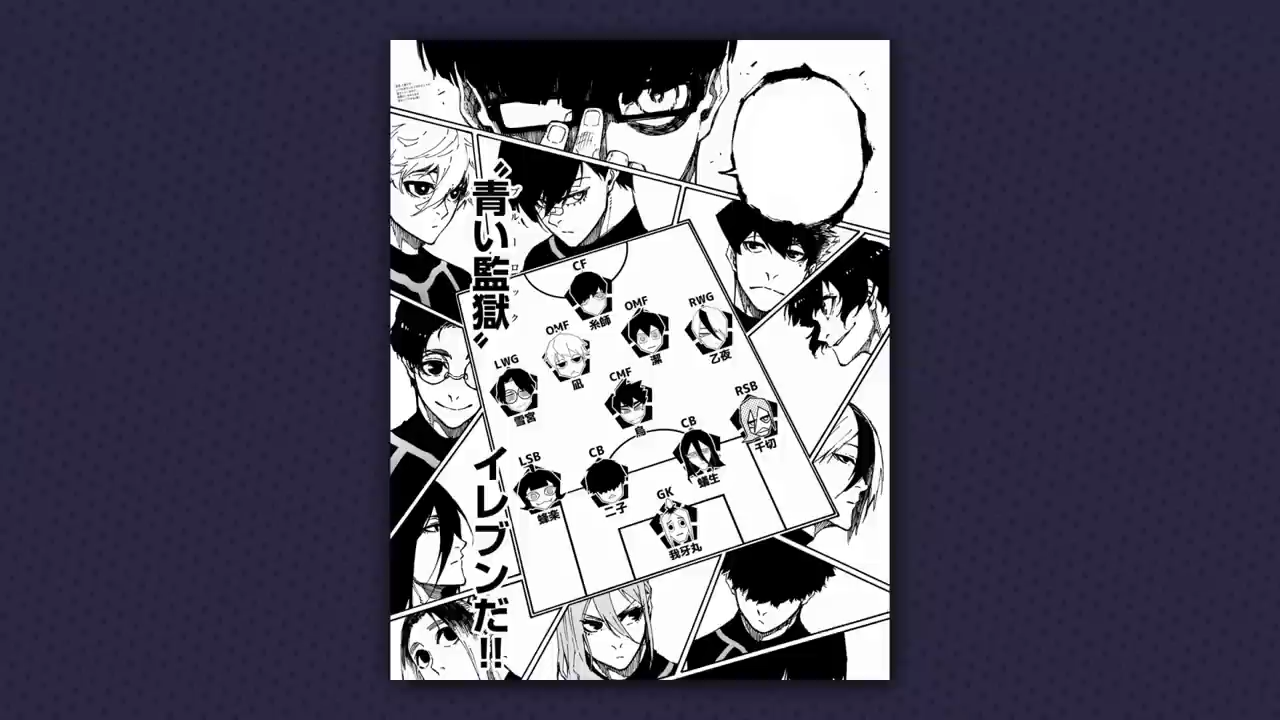 〝青い監獄〟
ブルーロック
イレブンだ!!
CF
糸師
OMF
潔
RWG
乙夜
OMF
凪
LWG
雪宮
CMF
烏
RSB
千切
CB
蟻生
CB
二子
LSB
蜂楽
GK
我牙丸